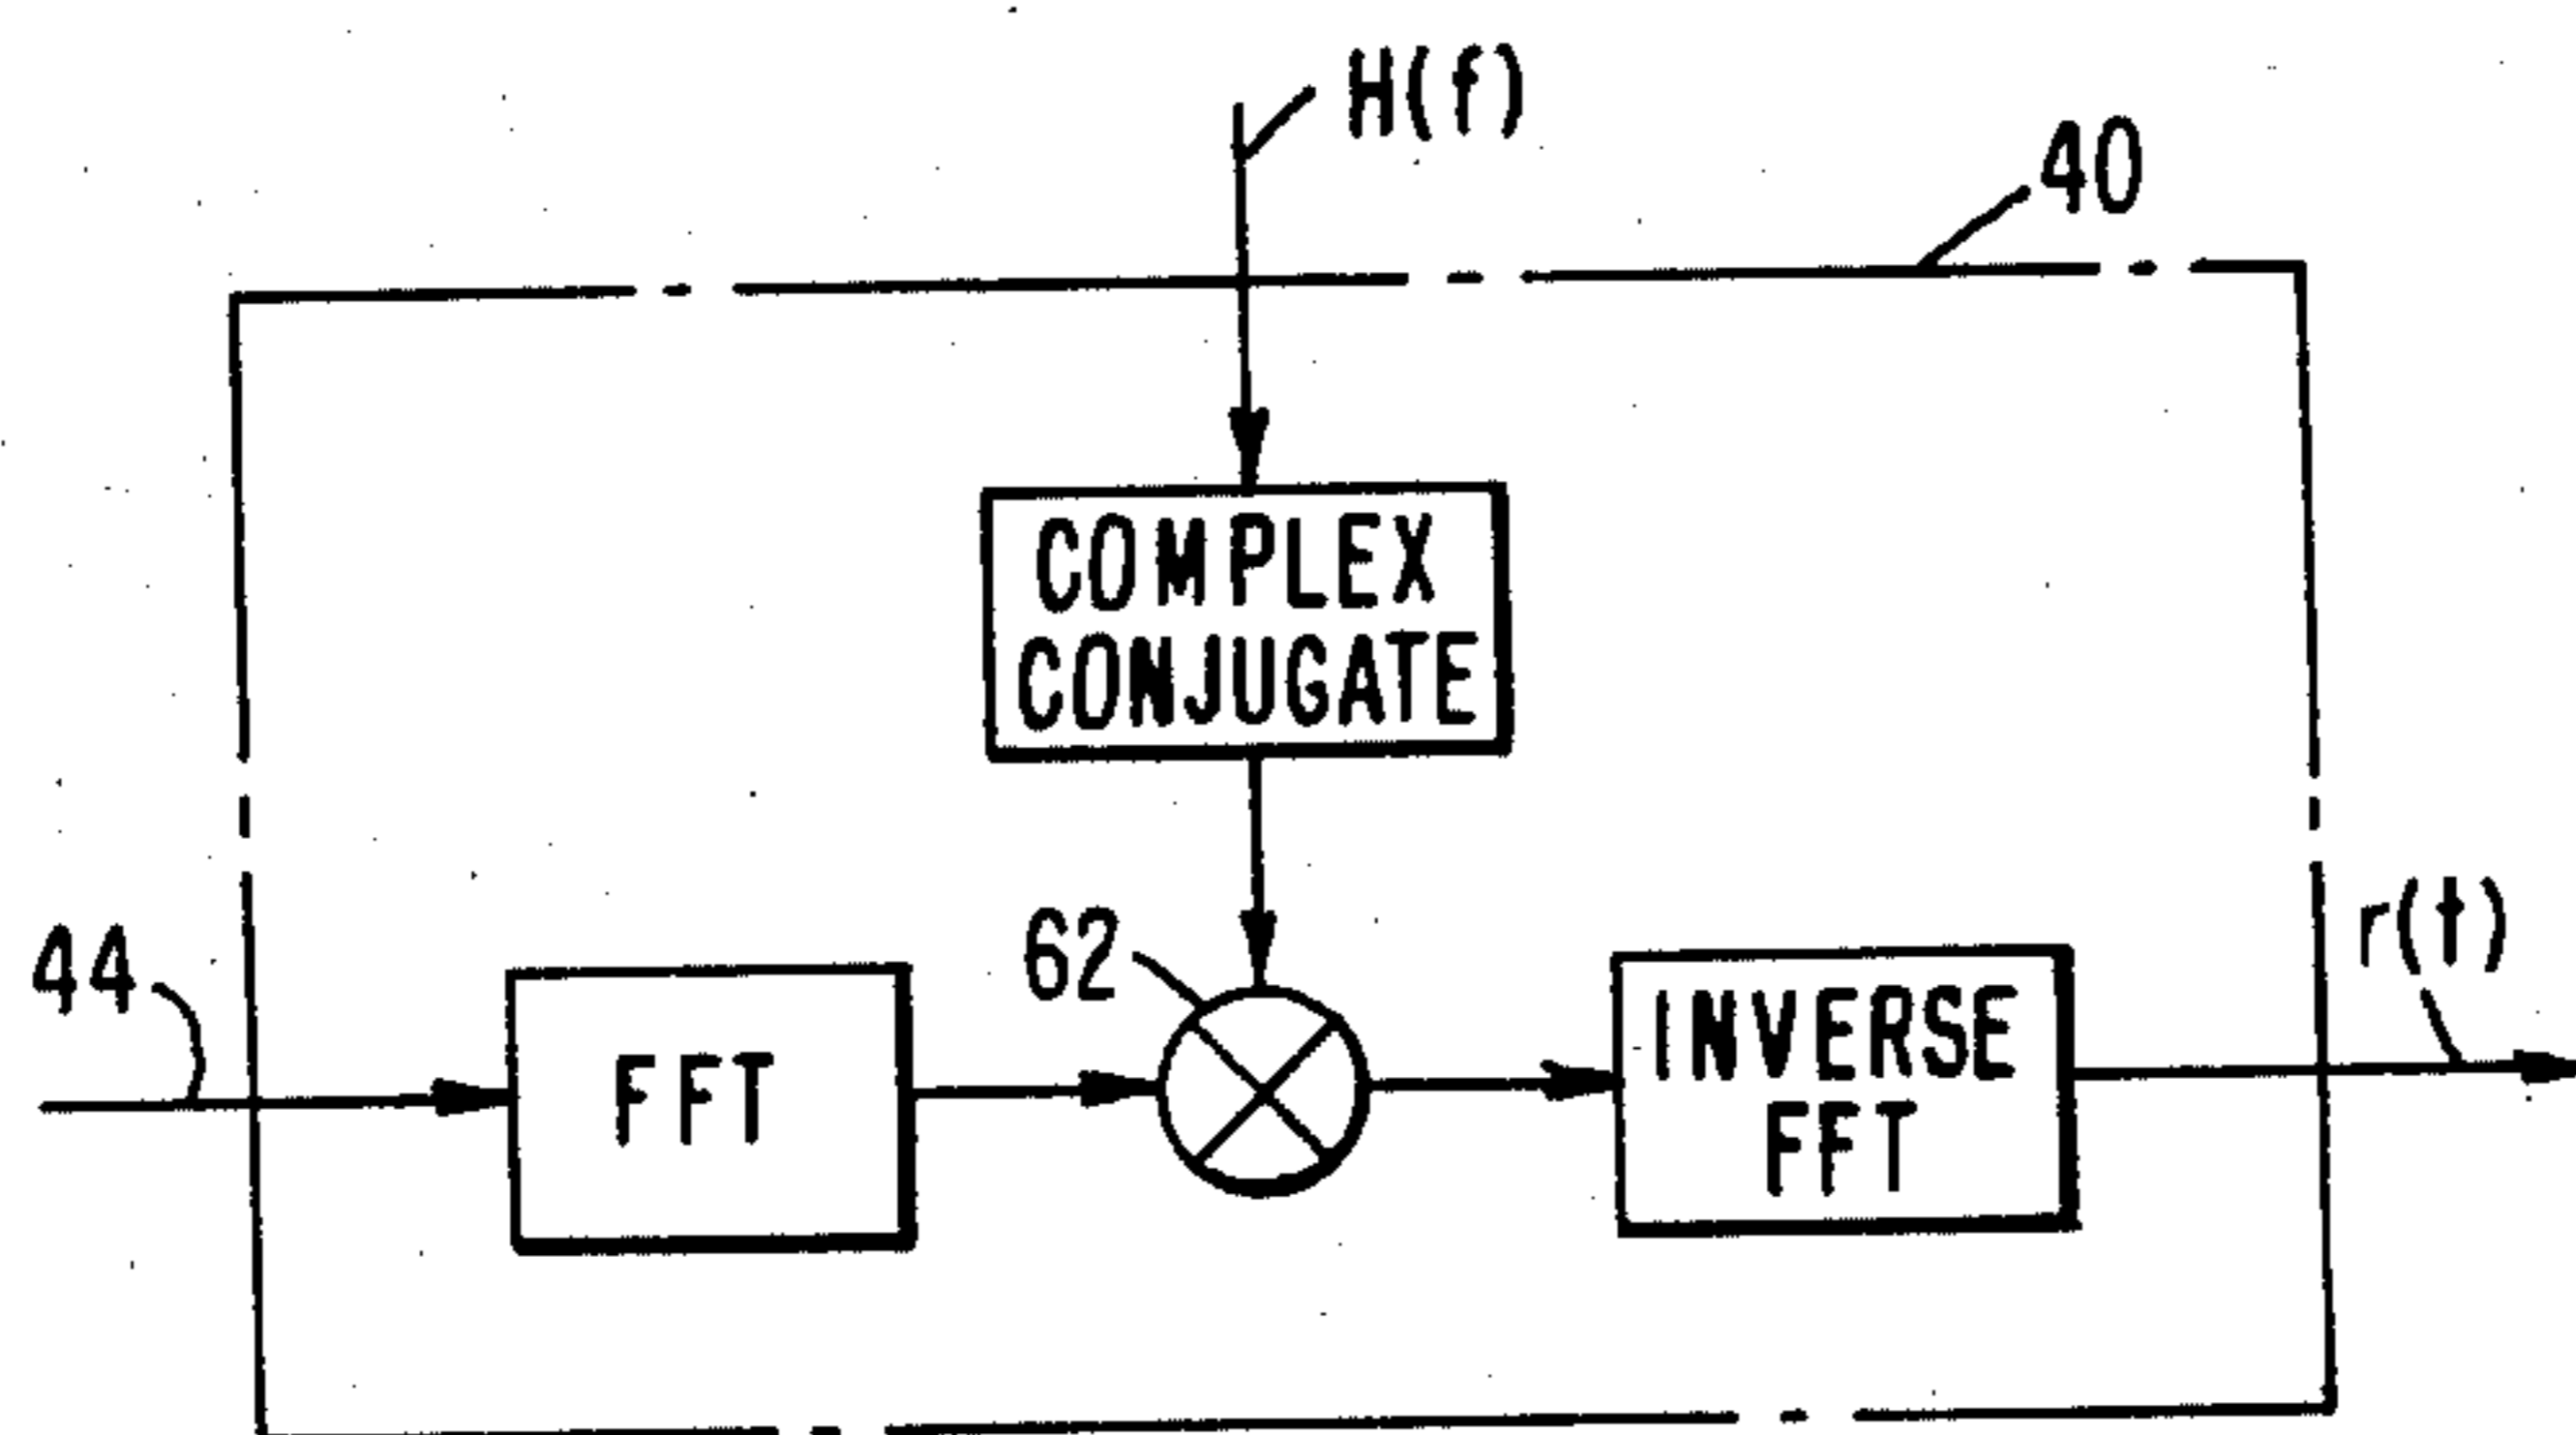 H(f)
40
COMPLEX
CONJUGATE
44
62
r(t)
FFT
INVERSE
FFT